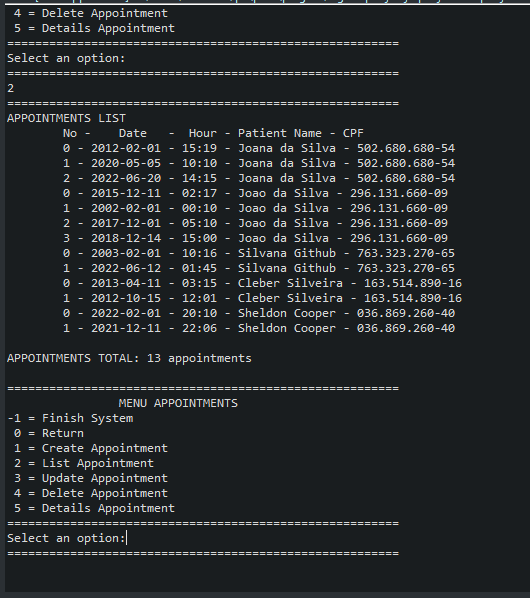 4 = Delete Appointment
5 = Details Appointment
========================================================
Select an option:
========================================================
2
========================================================
APPOINTMENTS LIST
No -    Date   -  Hour - Patient Name - CPF
0 - 2012-02-01 - 15:19 - Joana da Silva - 502.680.680-54
1 - 2020-05-05 - 10:10 - Joana da Silva - 502.680.680-54
2 - 2022-06-20 - 14:15 - Joana da Silva - 502.680.680-54
0 - 2015-12-11 - 02:17 - Joao da Silva - 296.131.660-09
1 - 2002-02-01 - 00:10 - Joao da Silva - 296.131.660-09
2 - 2017-12-01 - 05:10 - Joao da Silva - 296.131.660-09
3 - 2018-12-14 - 15:00 - Joao da Silva - 296.131.660-09
0 - 2003-02-01 - 10:16 - Silvana Github - 763.323.270-65
1 - 2022-06-12 - 01:45 - Silvana Github - 763.323.270-65
0 - 2013-04-11 - 03:15 - Cleber Silveira - 163.514.890-16
1 - 2012-10-15 - 12:01 - Cleber Silveira - 163.514.890-16
0 - 2022-02-01 - 20:10 - Sheldon Cooper - 036.869.260-40
1 - 2021-12-11 - 22:06 - Sheldon Cooper - 036.869.260-40
APPOINTMENTS TOTAL: 13 appointments
========================================================
MENU APPOINTMENTS
-1 = Finish System
0 = Return
1 = Create Appointment
2 = List Appointment
3 = Update Appointment
4 = Delete Appointment
5 = Details Appointment
========================================================
Select an option:
========================================================